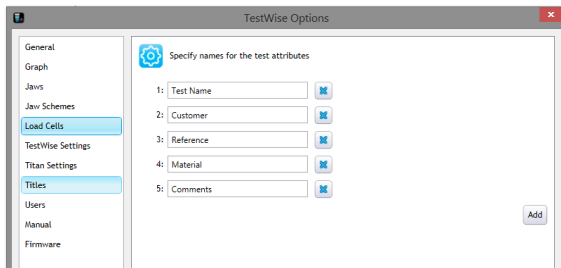 TestWise Options
General
Graph
Jaws
Jaw Schemes
Load Cells
TestWise Settings
Titan Settings
Titles
Users
Manual
Firmware
Specify names for the test attributes
1: Test Name
2: Customer
3: Reference
4: Material
5: Comments
Add